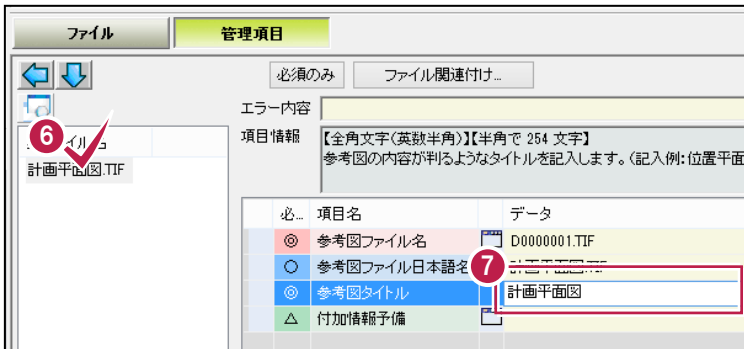 ファイル
管理項目
必須のみ
ファイル関連付け...
エラー内容
6
項目情報
【全角文字(英数半角)】【半角で 254 文字】
参考図の内容が判るようなタイトルを記入します。(記入例:位置平面
計画平面図.TIF
必...
項目名
データ
◎
参考図ファイル名
D0000001.TIF
○
参考図ファイル日本語名
7
◎
参考図タイトル
計画平面図
△
付加情報予備